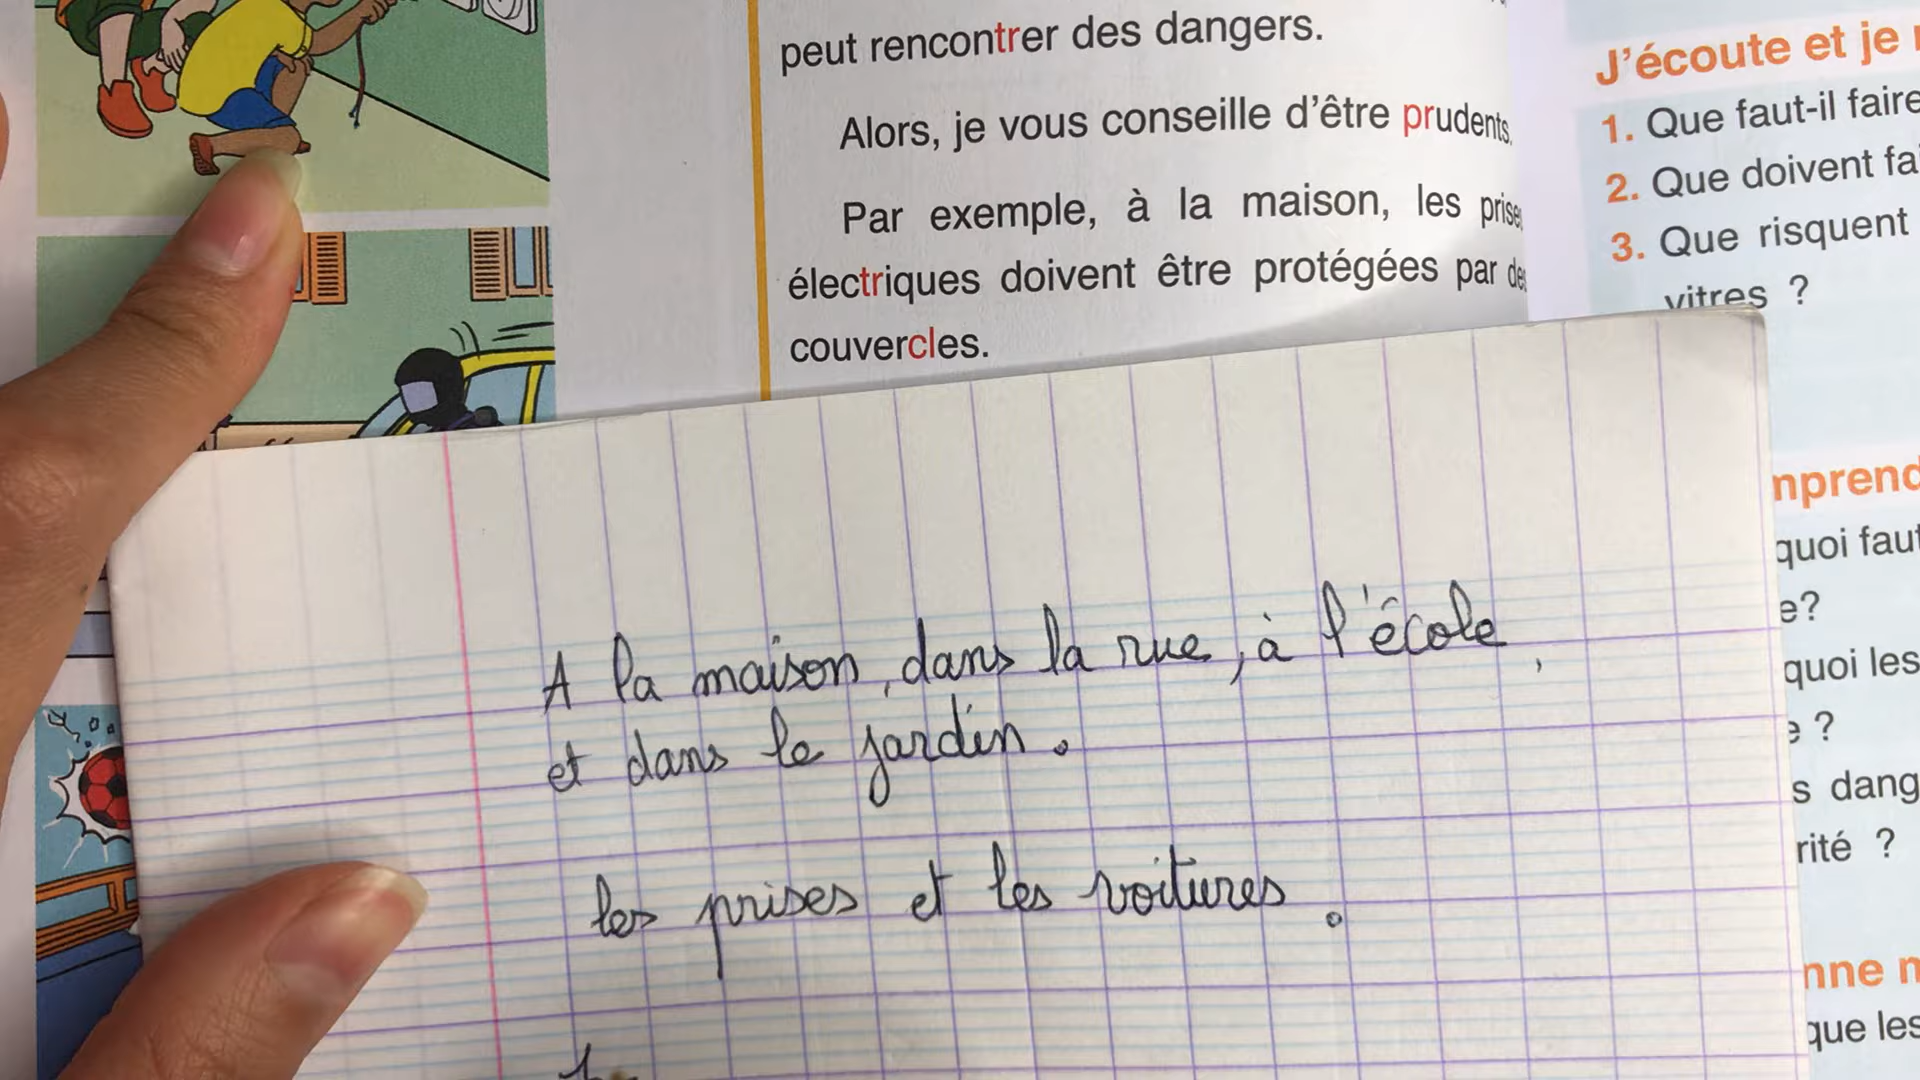 peut rencontrer des dangers.
Alors, je vous conseille d'être prudents.
Par exemple, à la maison, les prises
électriques doivent être protégées par des
couvercles.
J'écoute et je
1. Que faut-il faire
2. Que doivent
3. Que risquent
vitres ?
quoi
e?
quoi les
e ?
s dang
rité ?
nne
que les
A la maison, dans la rue, à l'école,
et dans le jardin.
les prises et les voitures.